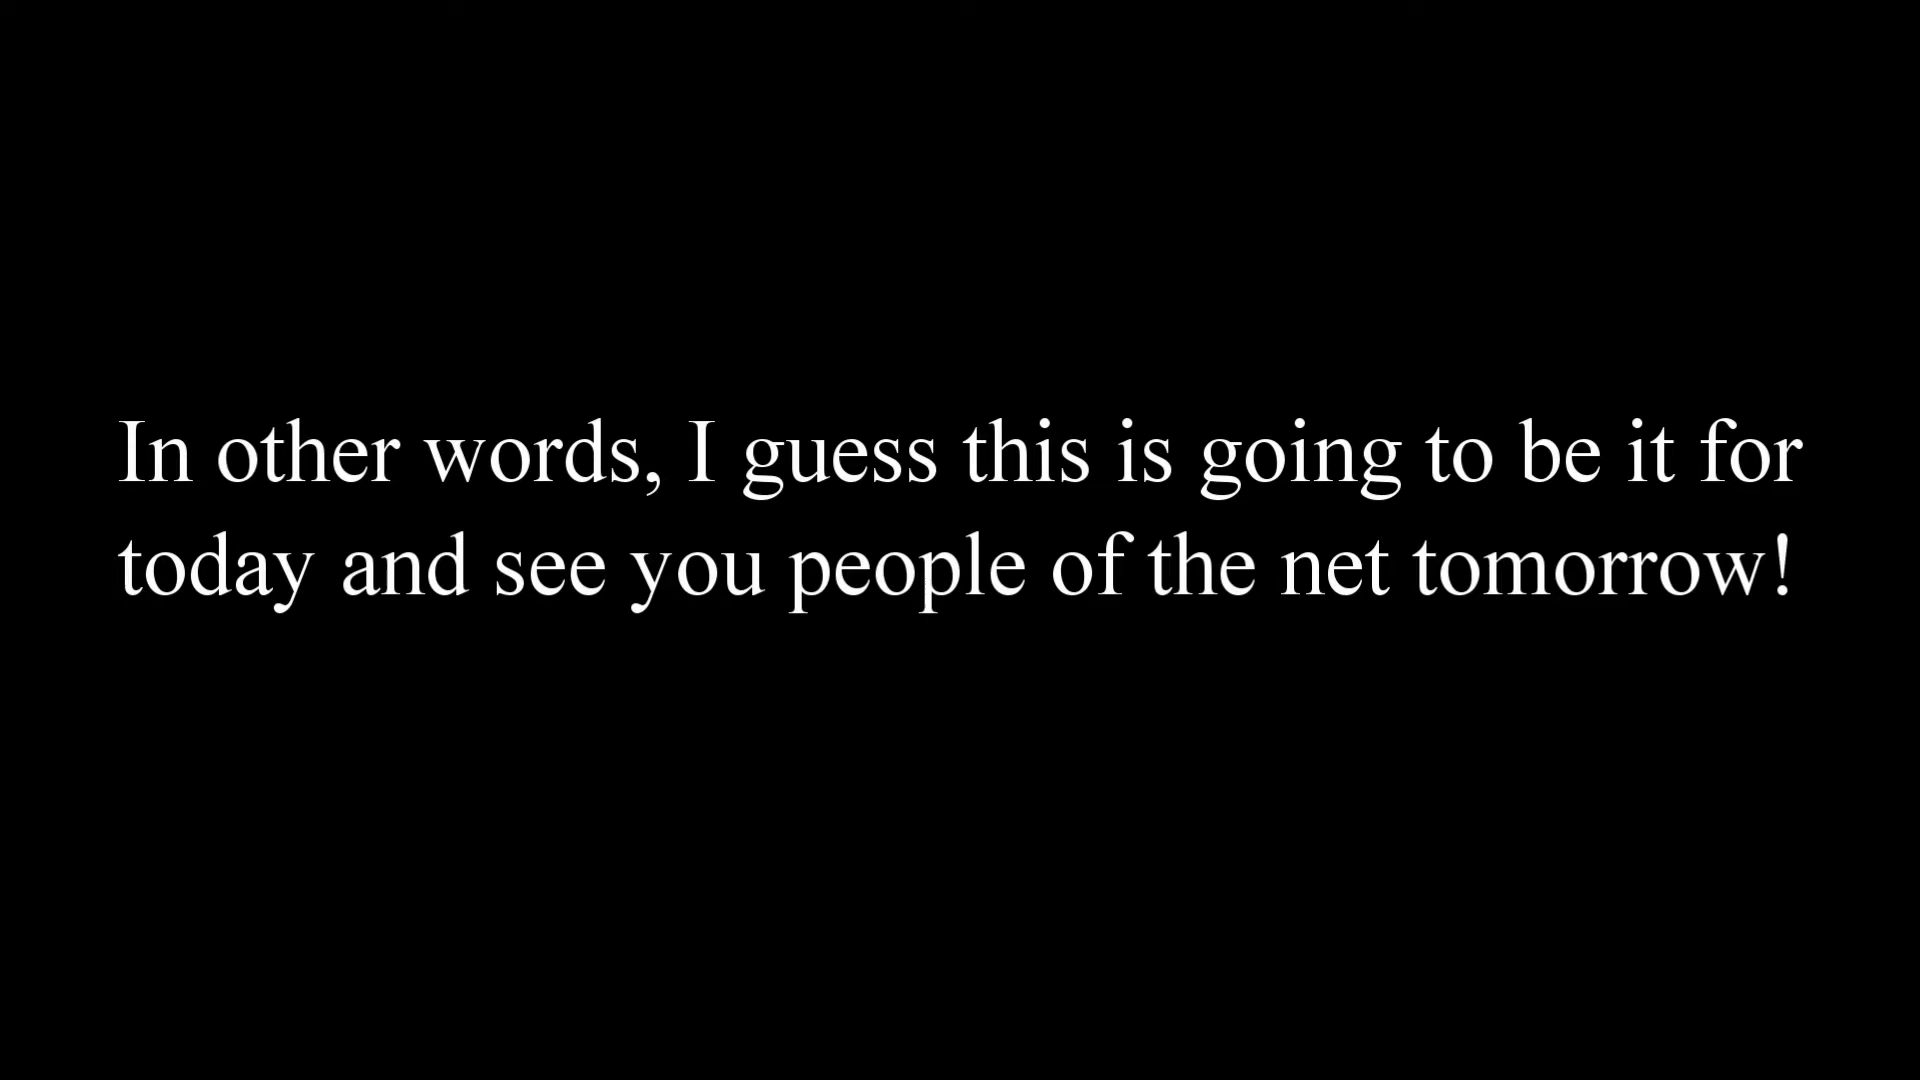 In other words, I guess this is going to be it for
today and see you people of the net tomorrow!